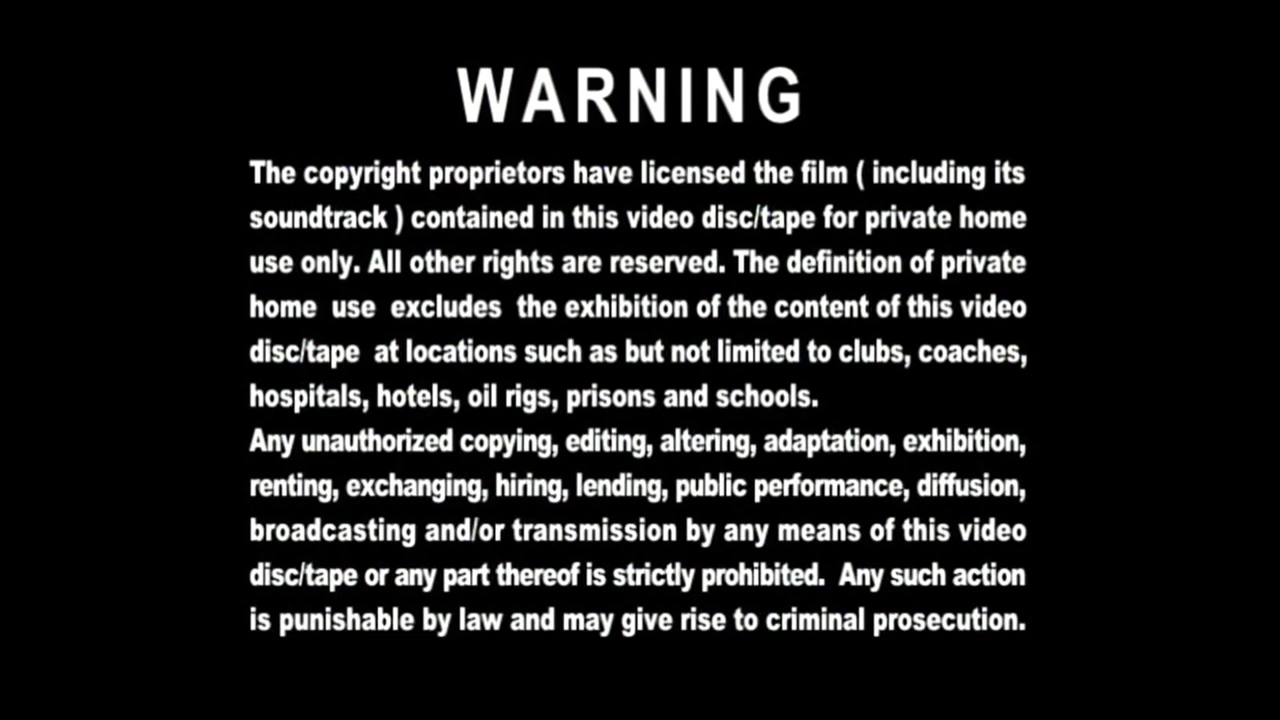 WARNING
The copyright proprietors have licensed the film ( including its
soundtrack ) contained in this video disc/tape for private home
use only. All other rights are reserved. The definition of private
home use excludes the exhibition of the content of this video
disc/tape at locations such as but not limited to clubs, coaches,
hospitals, hotels, oil rigs, prisons and schools.
Any unauthorized copying, editing, altering, adaptation, exhibition,
renting, exchanging, hiring, lending, public performance, diffusion,
broadcasting and/or transmission by any means of this video
disc/tape or any part thereof is strictly prohibited. Any such action
is punishable by law and may give rise to criminal prosecution.